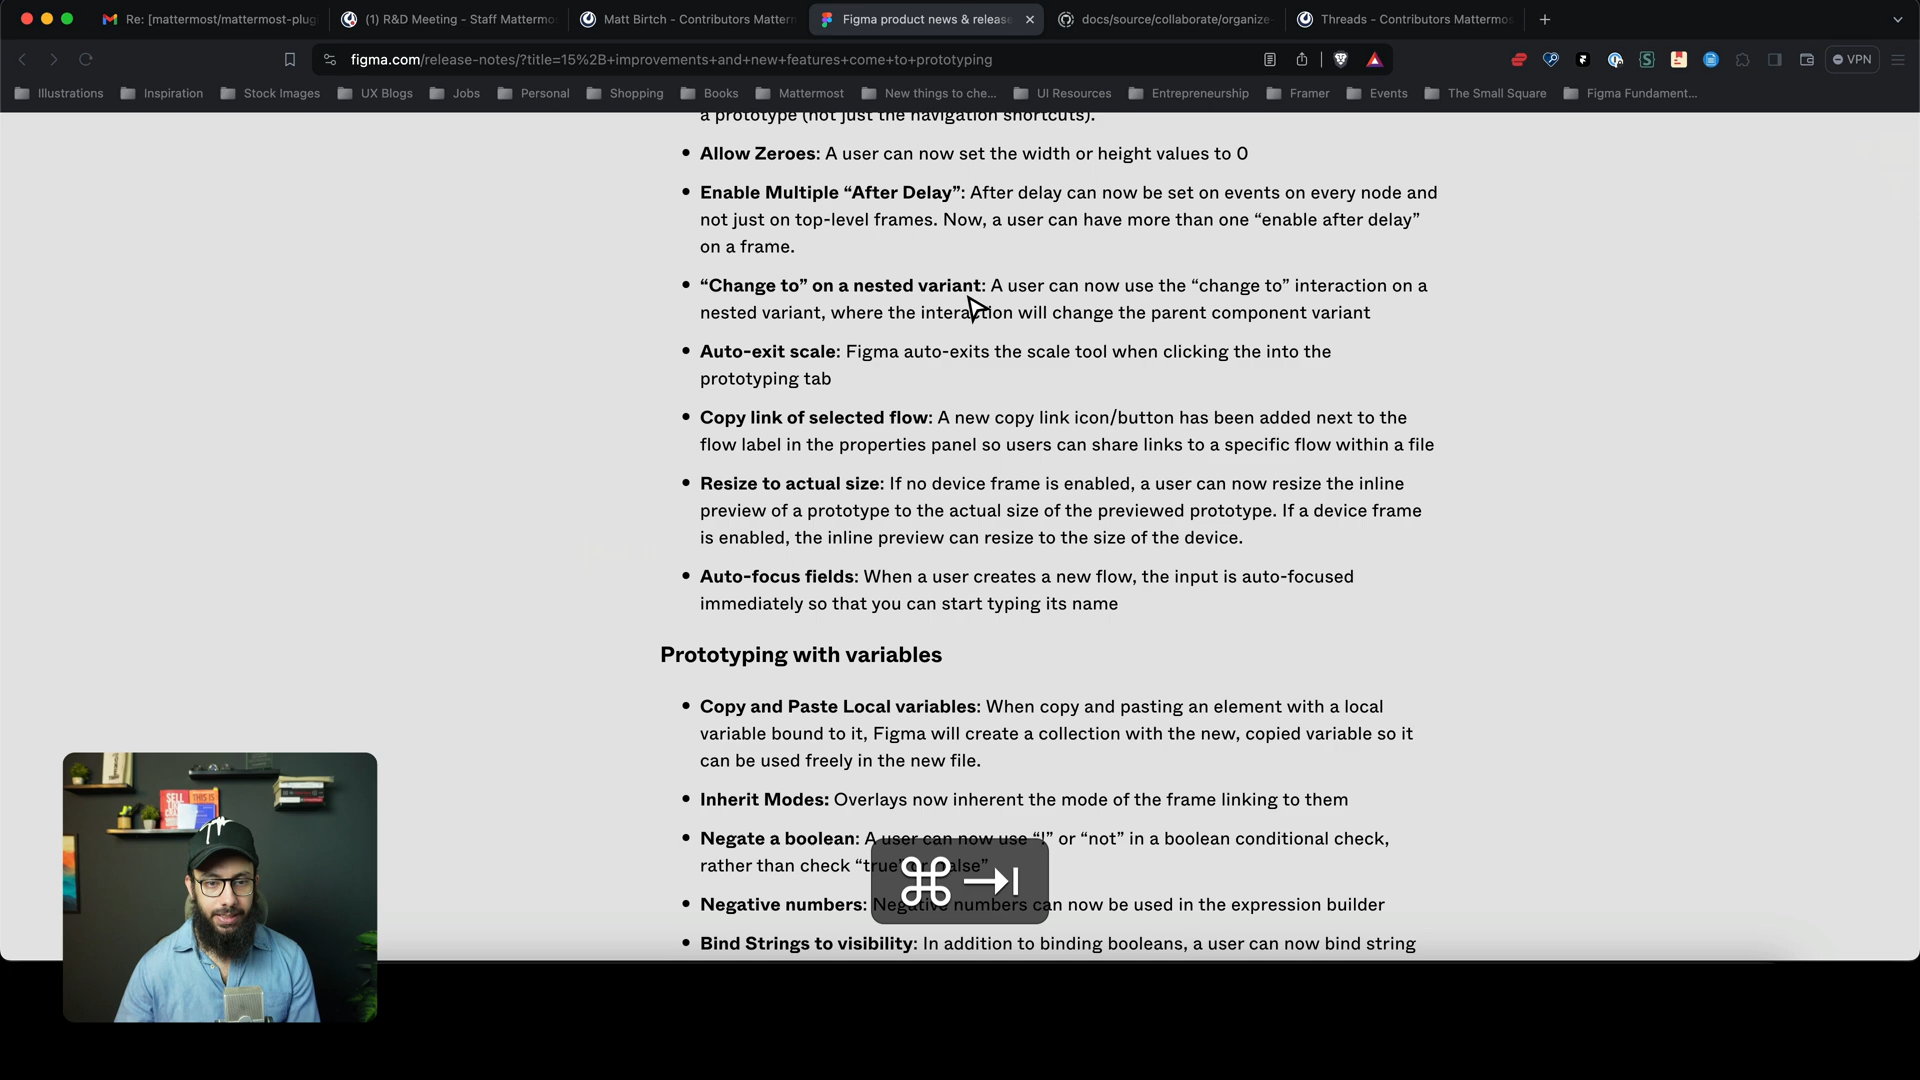 Re: [mattermost/mattermost-plug
(1) R&D Meeting - Staff Mattermo
Matt Birtch - Contributors Matterm
Figma product news & release
docs/source/collaborate/organize-
Threads - Contributors Mattermos
figma.com/release-notes/?title=15%2B+improvements+and+new+features+come+to+prototyping
VPN
Illustrations
Inspiration
Stock Images
UX Blogs
Jobs
Personal
Shopping
Books
Mattermost
New things to che...
UI Resources
Entrepreneurship
Framer
Events
The Small Square
Figma Fundament...
a prototype (not just the navigation shortcuts).
• Allow Zeroes: A user can now set the width or height values to 0
• Enable Multiple “After Delay”: After delay can now be set on events on every node and
not just on top-level frames. Now, a user can have more than one “enable after delay”
on a frame.
• “Change to” on a nested variant: A user can now use the “change to” interaction on a
nested variant, where the interaction will change the parent component variant
• Auto-exit scale: Figma auto-exits the scale tool when clicking the into the
prototyping tab
• Copy link of selected flow: A new copy link icon/button has been added next to the
flow label in the properties panel so users can share links to a specific flow within a file
• Resize to actual size: If no device frame is enabled, a user can now resize the inline
preview of a prototype to the actual size of the previewed prototype. If a device frame
is enabled, the inline preview can resize to the size of the device.
• Auto-focus fields: When a user creates a new flow, the input is auto-focused
immediately so that you can start typing its name
Prototyping with variables
• Copy and Paste Local variables: When copy and pasting an element with a local
variable bound to it, Figma will create a collection with the new, copied variable so it
can be used freely in the new file.
• Inherit Modes: Overlays now inherent the mode of the frame linking to them
• Negate a boolean: A user can now use “!” or “not” in a boolean conditional check,
rather than check “true” or “false”
• Negative numbers: Negative numbers can now be used in the expression builder
• Bind Strings to visibility: In addition to binding booleans, a user can now bind string
⌘ →|
SELL
THIS IS